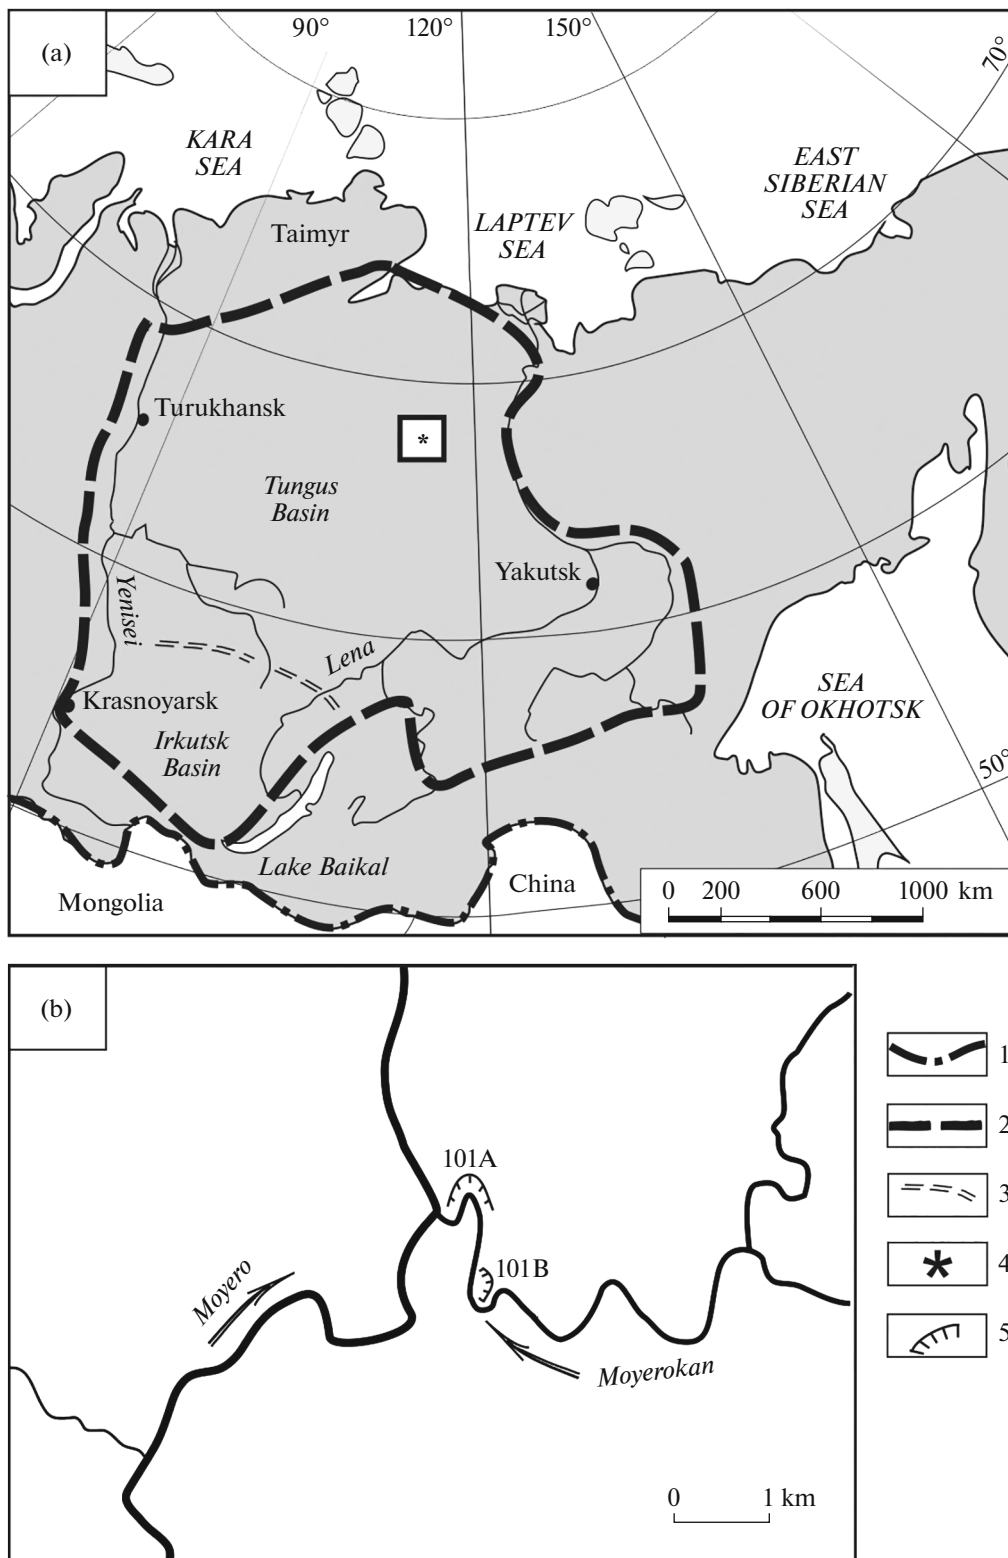 (a)
90°
120°
150°
70°
KARA
SEA
EAST
SIBERIAN
SEA
Taimyr
LAPTEV
SEA
Turukhansk
*
Tungus
Basin
Yakutsk
Yenisei
Lena
Krasnoyarsk
SEA
OF OKHOTSK
Irkutsk
Basin
50°
Lake Baikal
China
Mongolia
0 200 600 1000 km
(b)
1
2
3
* 4
5
101A
101B
Moyero
Moyerokan
0 1 km